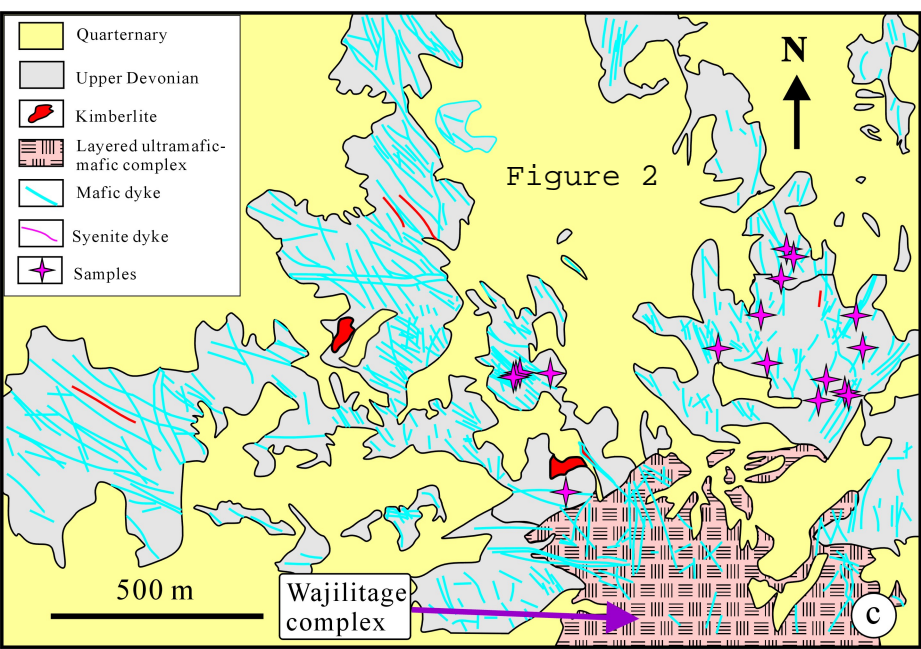 Quarternary
Upper Devonian
Kimberlite
Layered ultramafic-
mafic complex
Mafic dyke
Syenite dyke
Samples
N
Figure 2
500 m
Wajilitage
complex
c